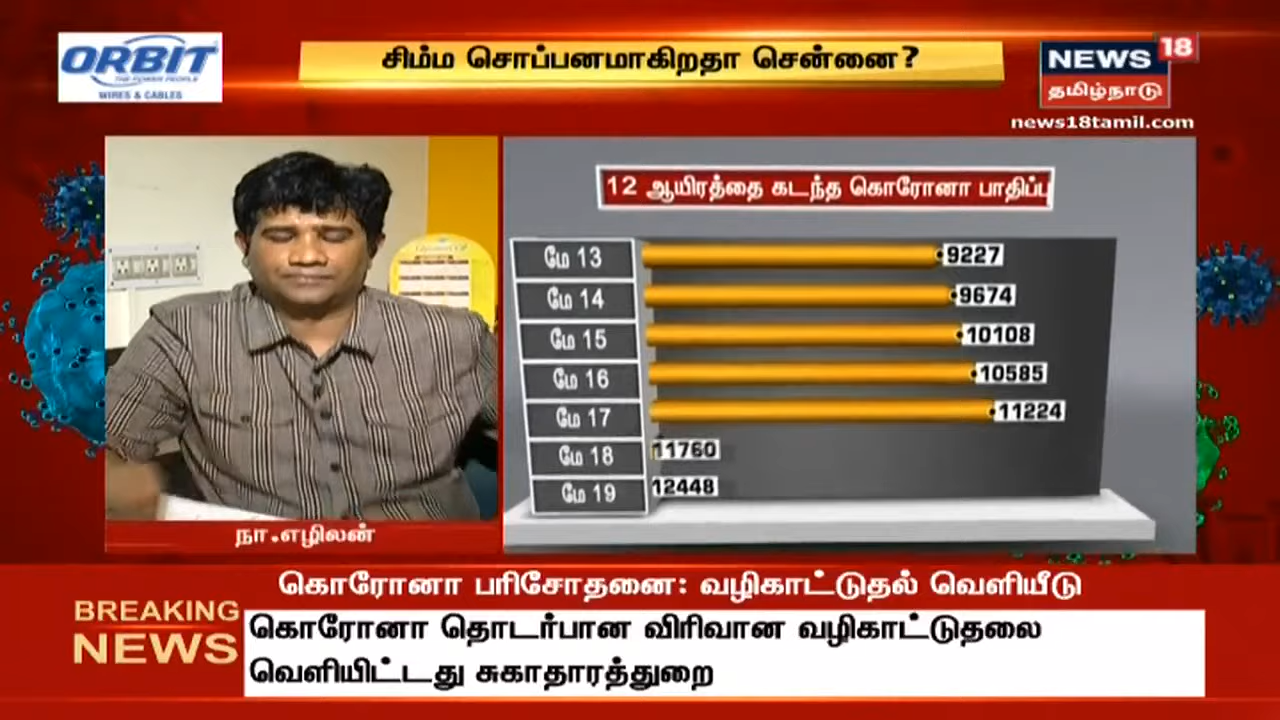 ORBIT
THE POWER PEOPLE
WIRES & CABLES
சிம்ம சொப்பனமாகிறதா சென்னை?
NEWS 18
தமிழ்நாடு
news18tamil.com
12 ஆயிரத்தை கடந்த கொரோனா பாதிப்பு
மே 13 9227
மே 14 9674
மே 15 10108
மே 16 10585
மே 17 11224
மே 18 11760
மே 19 12448
நா.எழிலன்
கொரோனா பரிசோதனை: வழிகாட்டுதல் வெளியீடு
BREAKING
NEWS
கொரோனா தொடர்பான விரிவான வழிகாட்டுதலை
வெளியிட்டது சுகாதாரத்துறை